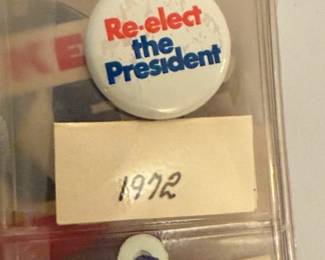 Re-elect
the
President
1972